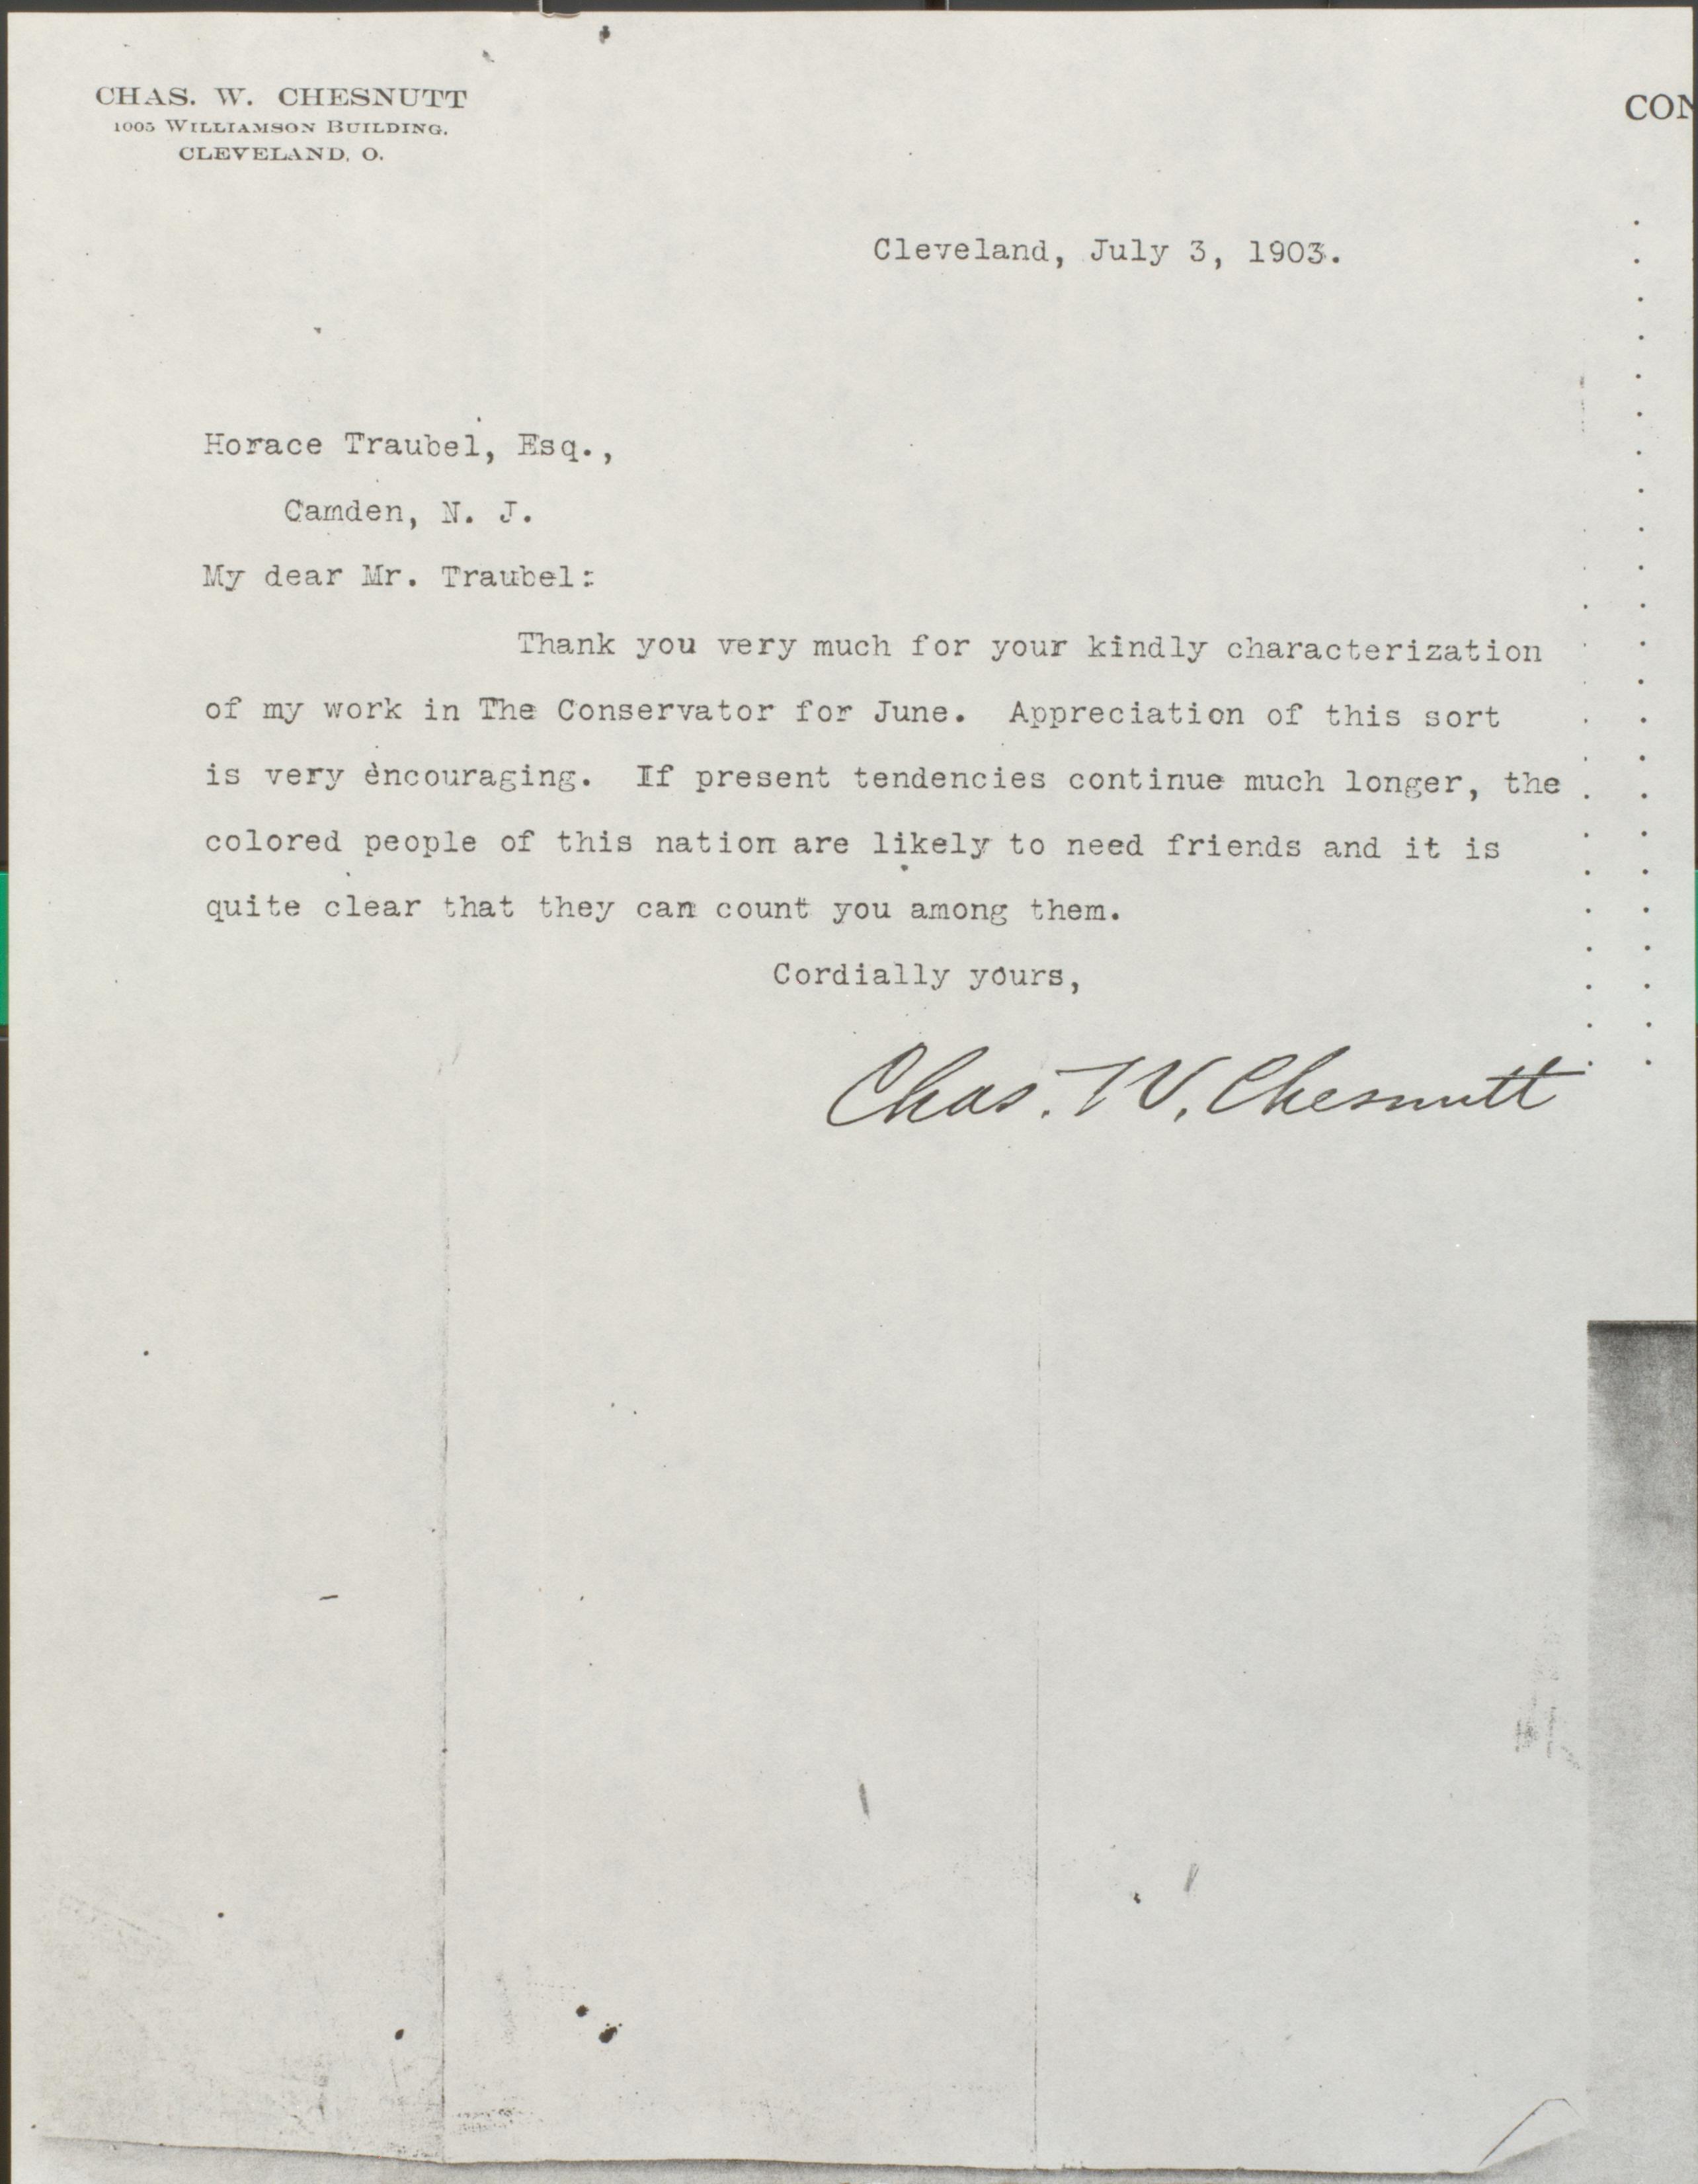 CHAS. W. CHESNUTT
1005 WILLIAMSON BUILDING.
CLEVELAND, O.
CON
Cleveland, July 3, 1903.
Horace Traubel, Esq.,
Camden, N. J.
My dear Mr. Traubel:
Thank you very much for your kindly characterization
of my work in The Conservator for June. Appreciation of this sort
is very encouraging. If present tendencies continue much longer, the
colored people of this nation are likely to need friends and it is
quite clear that they can count you among them.
Cordially yours,
Chas. W. Chesnutt